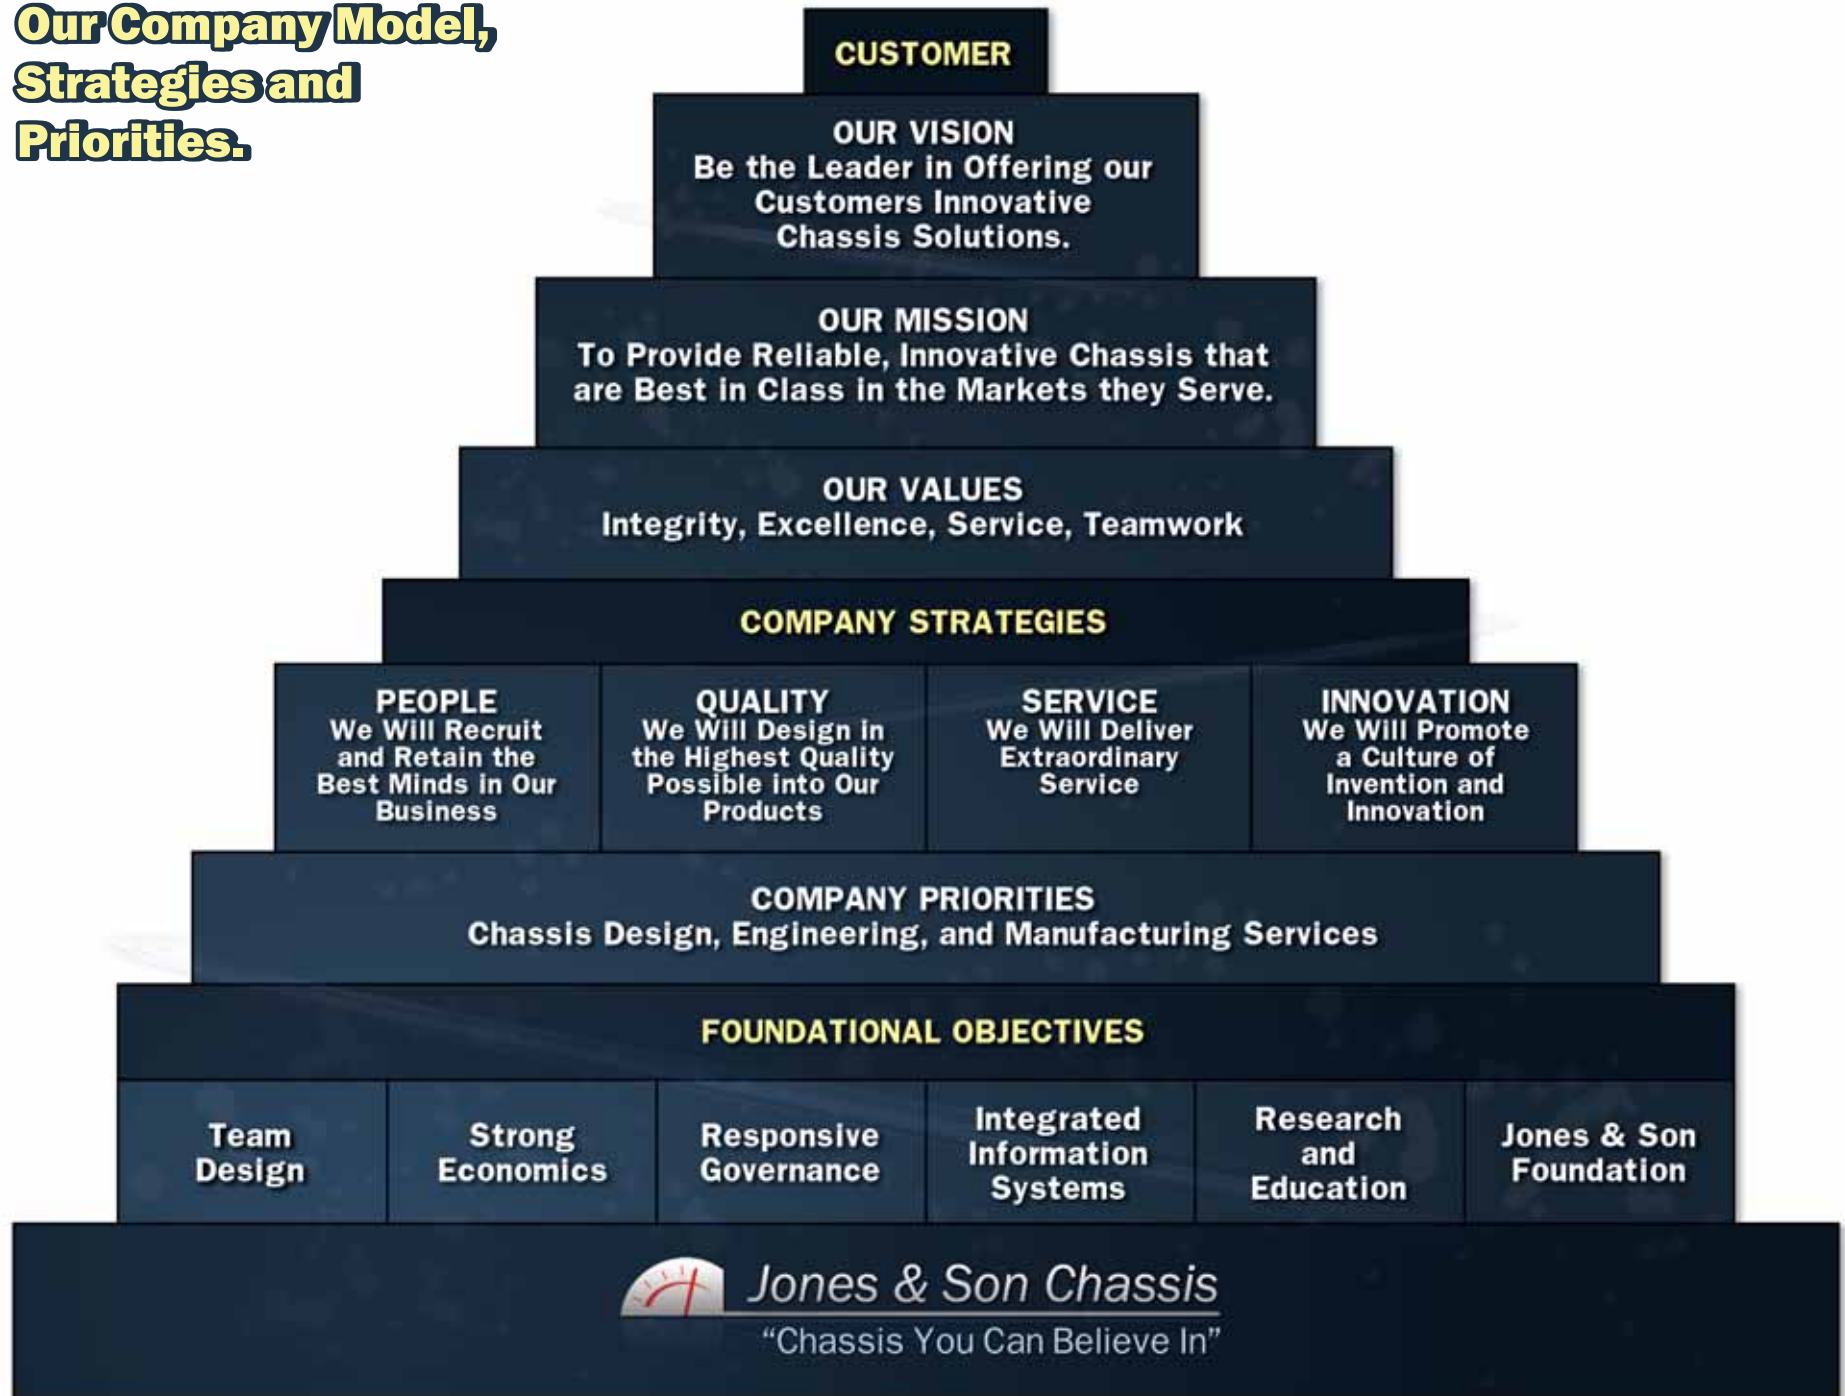 Our Company Model,
Strategies and
Priorities.
CUSTOMER
OUR VISION
Be the Leader in Offering our
Customers Innovative
Chassis Solutions.
OUR MISSION
To Provide Reliable, Innovative Chassis that
are Best in Class in the Markets they Serve.
OUR VALUES
Integrity, Excellence, Service, Teamwork
COMPANY STRATEGIES
PEOPLE
We Will Recruit
and Retain the
Best Minds in Our
Business
QUALITY
We Will Design in
the Highest Quality
Possible into Our
Products
SERVICE
We Will Deliver
Extraordinary
Service
INNOVATION
We Will Promote
a Culture of
Invention and
Innovation
COMPANY PRIORITIES
Chassis Design, Engineering, and Manufacturing Services
FOUNDATIONAL OBJECTIVES
Team
Design
Strong
Economics
Responsive
Governance
Integrated
Information
Systems
Research
and
Education
Jones & Son
Foundation
Jones & Son Chassis
“Chassis You Can Believe In”